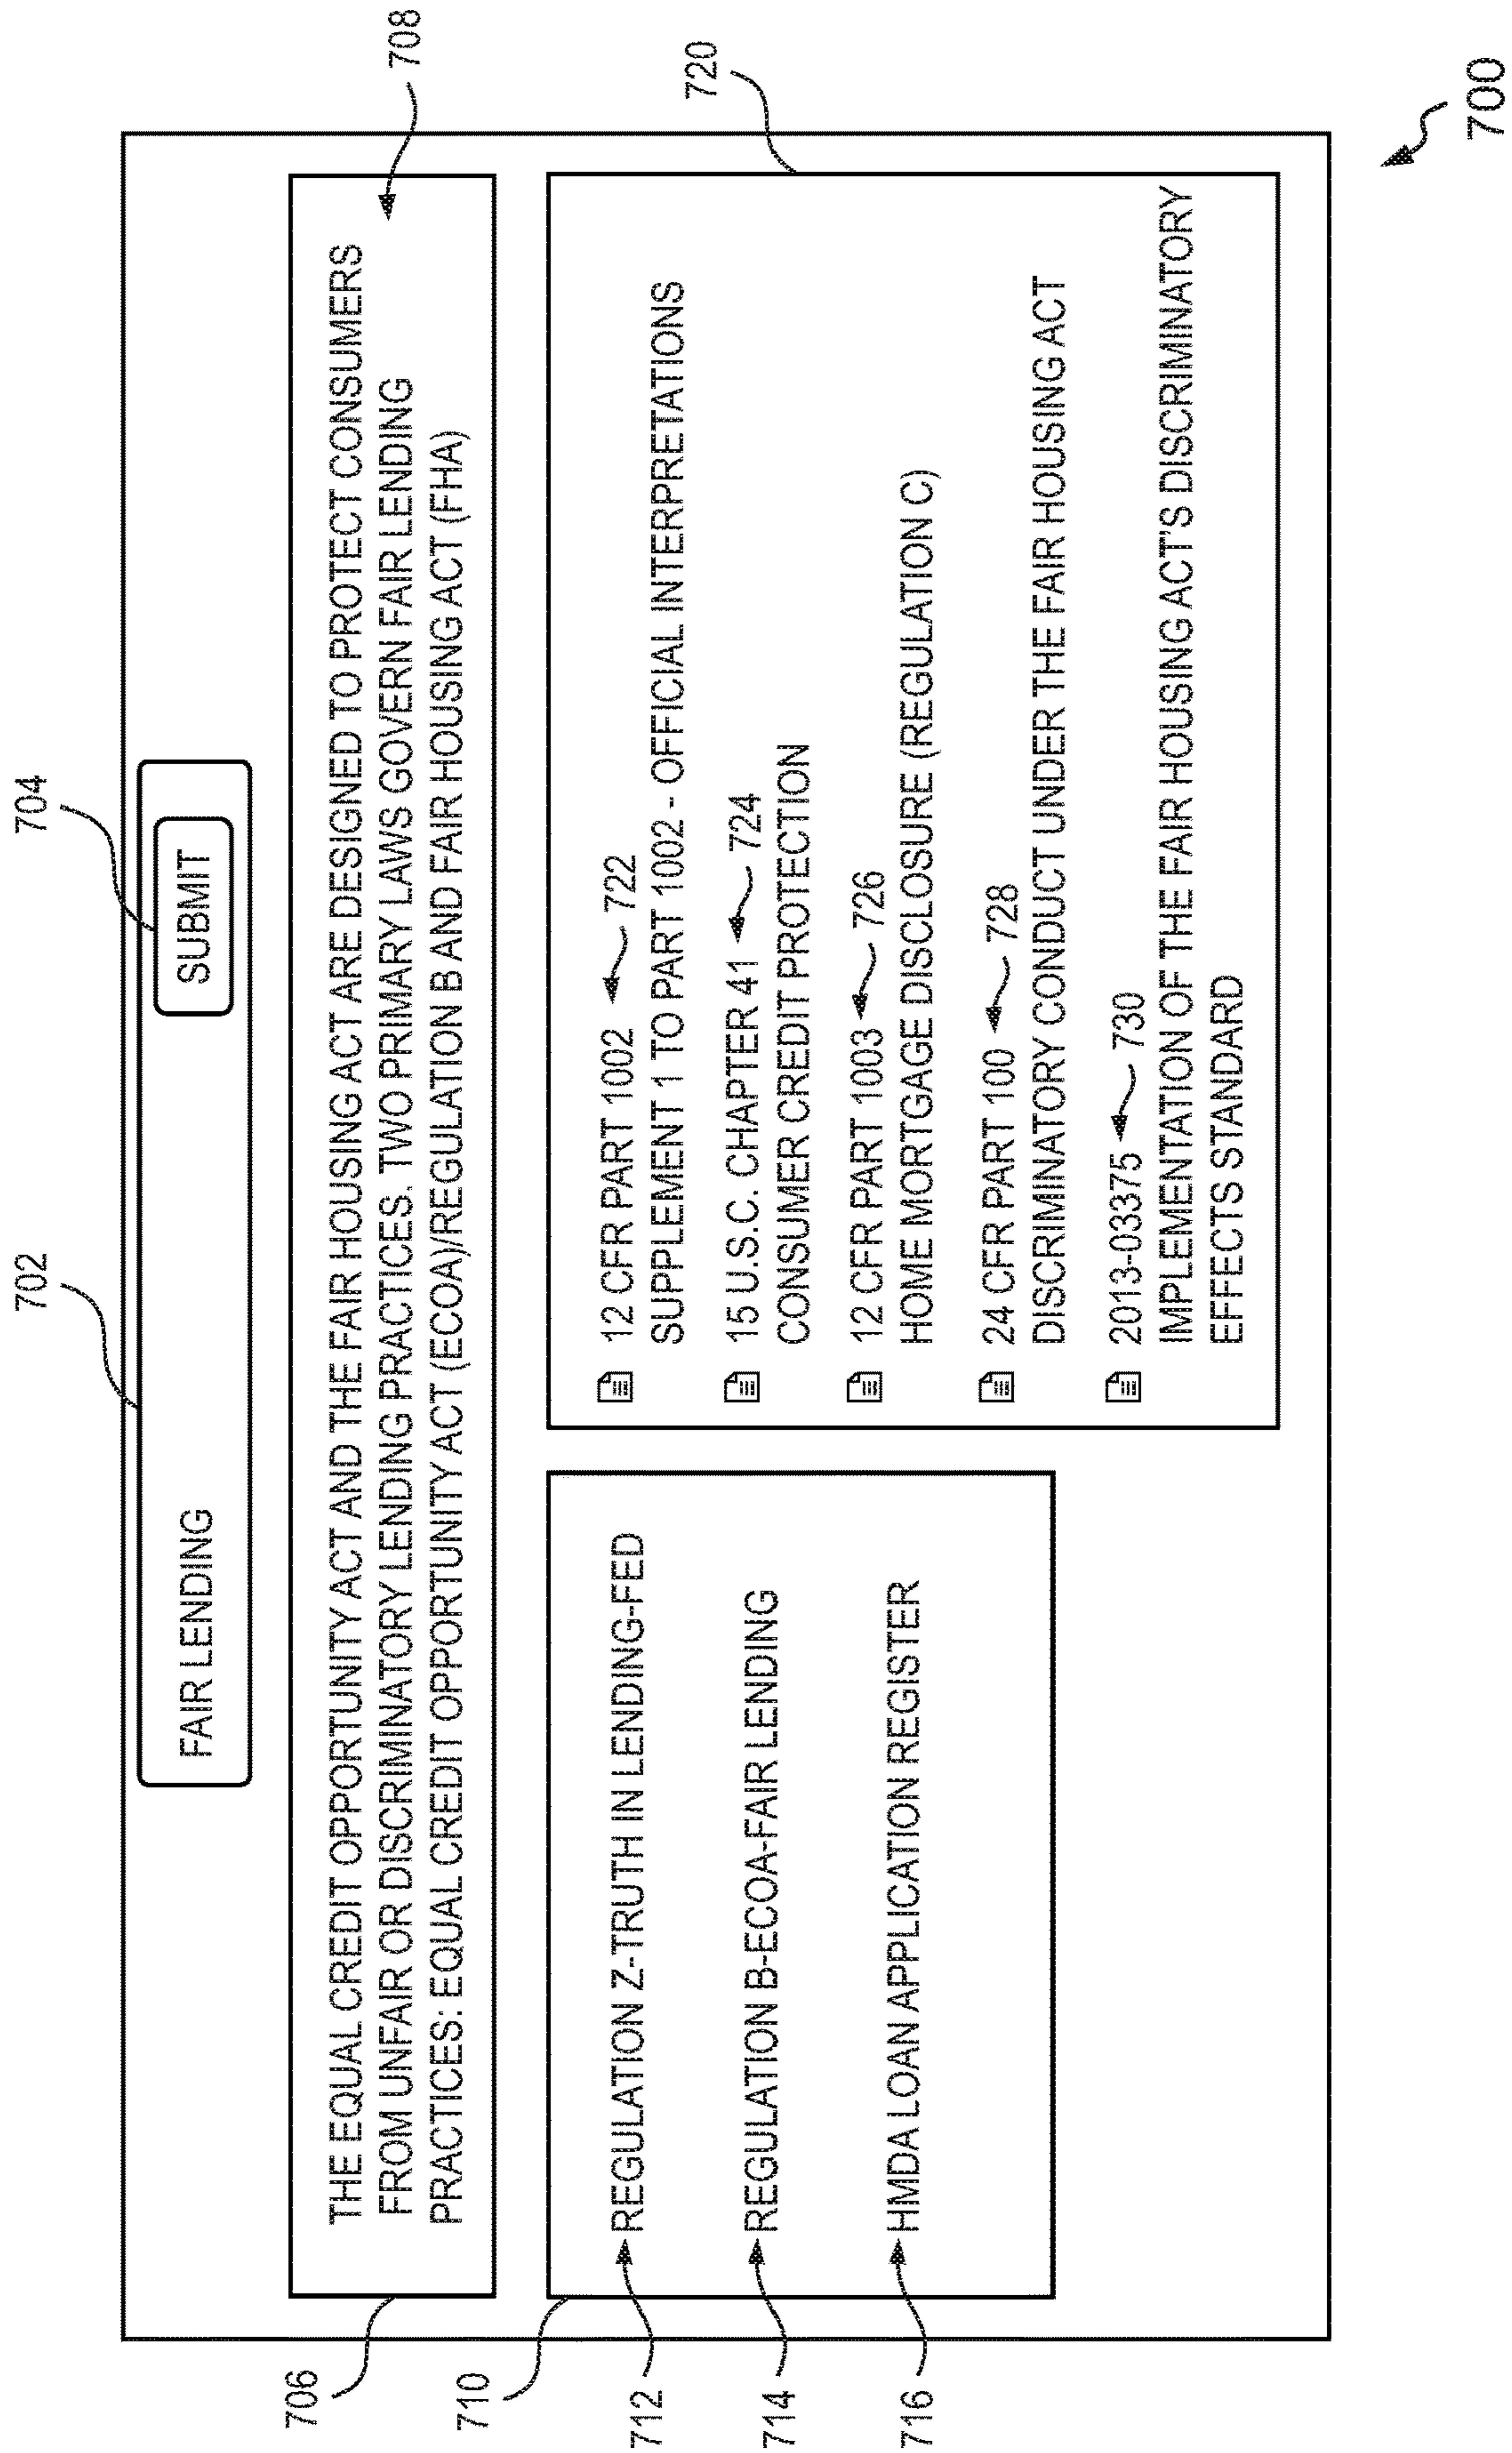 702
704
FAIR LENDING
SUBMIT
706
708
THE EQUAL CREDIT OPPORTUNITY ACT AND THE FAIR HOUSING ACT ARE DESIGNED TO PROTECT CONSUMERS
FROM UNFAIR OR DISCRIMINATORY LENDING PRACTICES. TWO PRIMARY LAWS GOVERN FAIR LENDING
PRACTICES: EQUAL CREDIT OPPORTUNITY ACT (ECOA)/REGULATION B AND FAIR HOUSING ACT (FHA)
710
712
REGULATION Z-TRUTH IN LENDING-FED
714
REGULATION B-ECOA-FAIR LENDING
716
HMDA LOAN APPLICATION REGISTER
720
12 CFR PART 1002 722
SUPPLEMENT 1 TO PART 1002 - OFFICIAL INTERPRETATIONS
15 U.S.C. CHAPTER 41 724
CONSUMER CREDIT PROTECTION
12 CFR PART 1003 726
HOME MORTGAGE DISCLOSURE (REGULATION C)
24 CFR PART 100 728
DISCRIMINATORY CONDUCT UNDER THE FAIR HOUSING ACT
2013-03375 730
IMPLEMENTATION OF THE FAIR HOUSING ACT'S DISCRIMINATORY
EFFECTS STANDARD
700